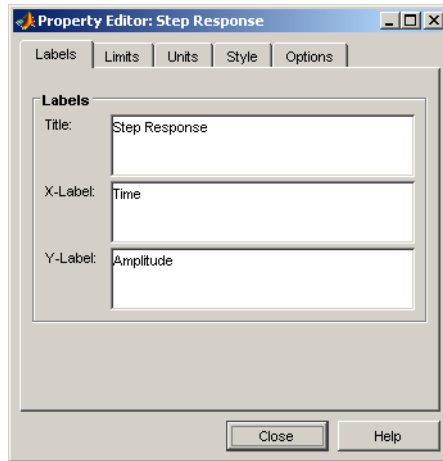 Property Editor: Step Response
Labels Limits Units Style Options
Labels
Title: Step Response
X-Label: Time
Y-Label: Amplitude
Close Help